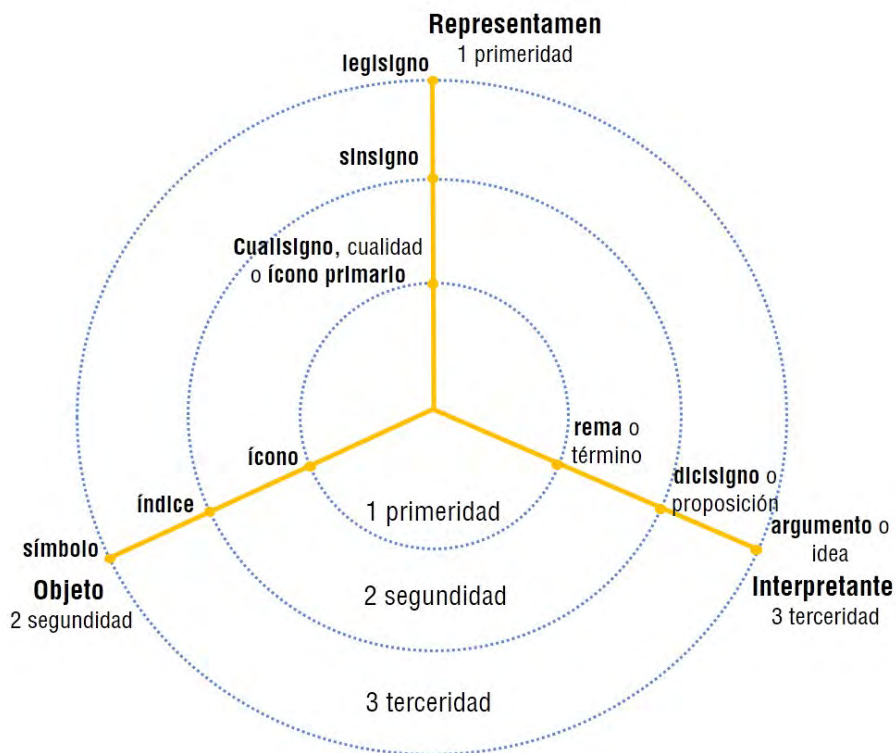 Representamen
1 primeridad
legisigno
sinsigno
Cualisigno, cualidad
o ícono primario
rema o
término
ícono
dicisigno o
proposición
índice
1 primeridad
argumento o
idea
símbolo
Objeto
2 segundidad
Interpretante
3 terceridad
2 segundidad
3 terceridad